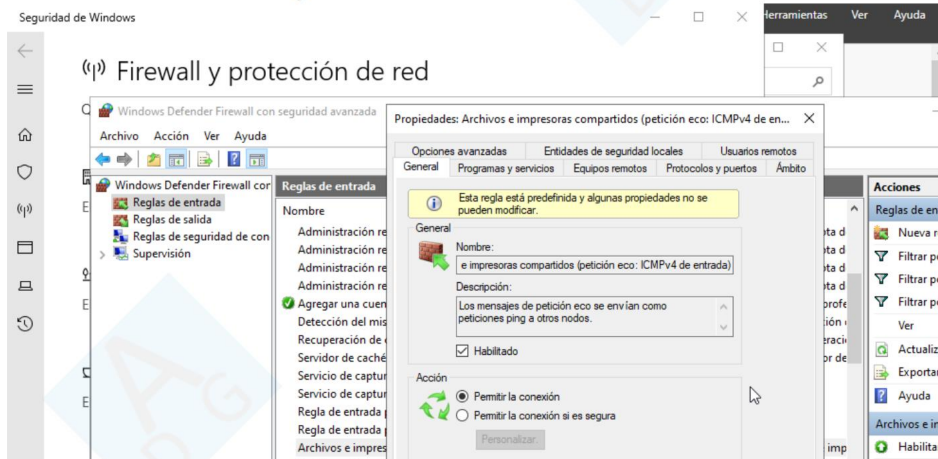 Seguridad de Windows
Herramientas Ver Ayuda
Firewall y protección de red
Windows Defender Firewall con seguridad avanzada
Archivo Acción Ver Ayuda
Windows Defender Firewall con
Reglas de entrada
Reglas de salida
Reglas de seguridad de con
Supervisión
Reglas de entrada
Nombre
Administración re
Administración re
Administración re
Administración re
Agregar una cuen
Detección del mis
Recuperación de
Servidor de caché
Servicio de captur
Servicio de captur
Regla de entrada
Regla de entrada
Archivos e impres
Propiedades: Archivos e impresoras compartidos (petición eco: ICMPv4 de en...
Opciones avanzadas Entidades de seguridad locales Usuarios remotos
General Programas y servicios Equipos remotos Protocolos y puertos Ámbito
Esta regla está predefinida y algunas propiedades no se
pueden modificar.
General
Nombre:
e impresoras compartidos (petición eco: ICMPv4 de entrada)
Descripción:
Los mensajes de petición eco se envían como
peticiones ping a otros nodos.
Habilitado
Acción
Permitir la conexión
Permitir la conexión si es segura
Personalizar.
Acciones
Reglas de en
Nueva r
Filtrar p
Filtrar p
Filtrar p
Ver
Actualiz
Exportar
Ayuda
Archivos e i
Habilita